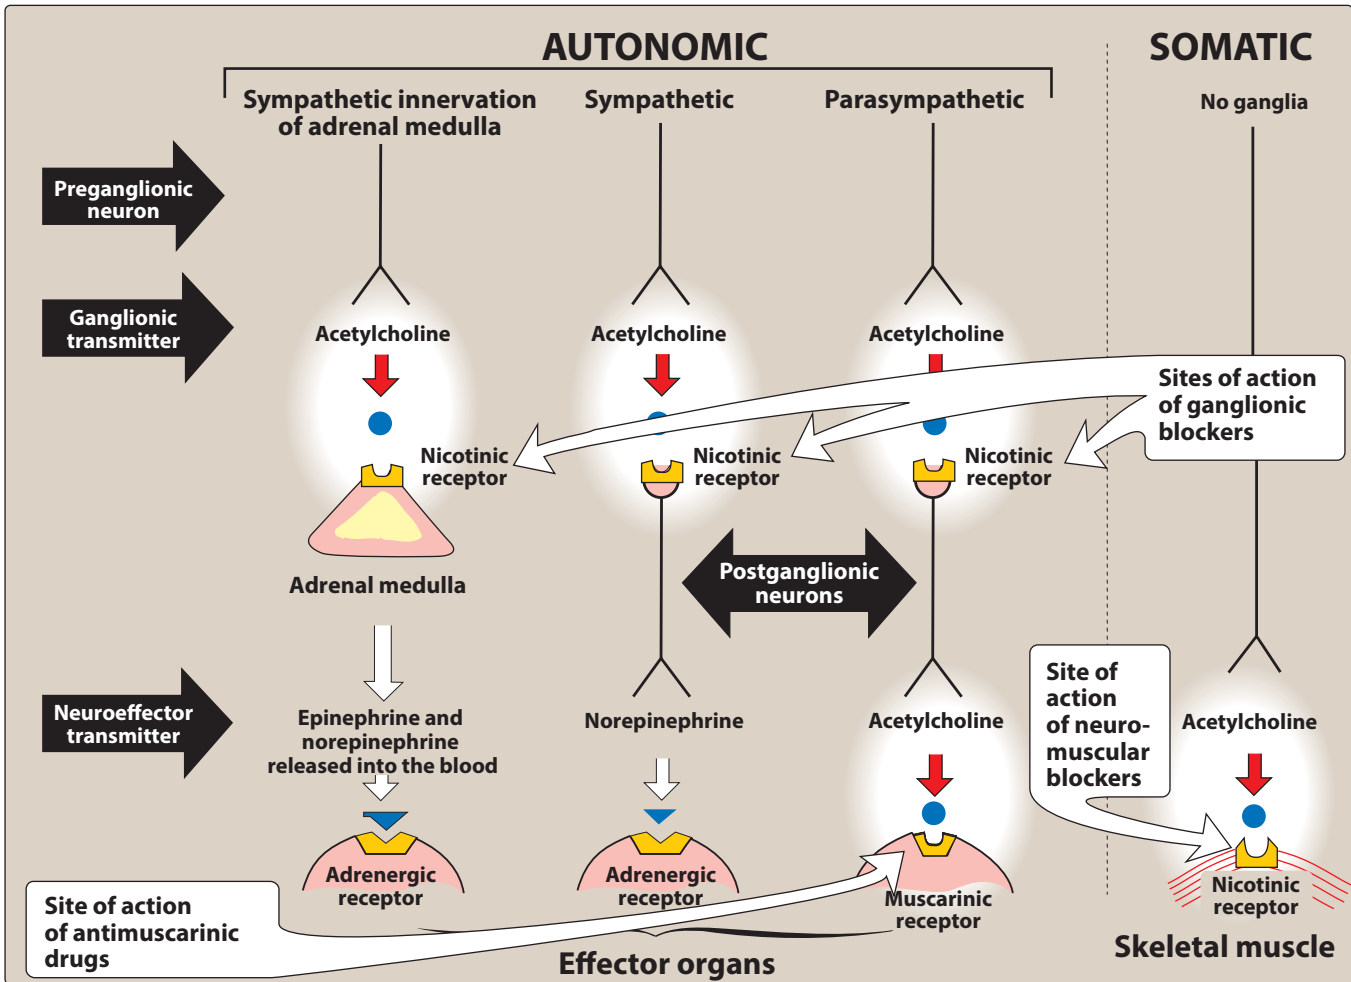 AUTONOMIC
SOMATIC
Sympathetic innervation
of adrenal medulla
Sympathetic
Parasympathetic
No ganglia
Preganglionic
neuron
Ganglionic
transmitter
Acetylcholine
Acetylcholine
Acetylcholine
Sites of action
of ganglionic
blockers
Nicotinic
receptor
Nicotinic
receptor
Nicotinic
receptor
Adrenal medulla
Postganglionic
neurons
Neuroeffector
transmitter
Epinephrine and
norepinephrine
released into the blood
Norepinephrine
Acetylcholine
Site of
action
of neuro-
muscular
blockers
Acetylcholine
Adrenergic
receptor
Adrenergic
receptor
Muscarinic
receptor
Nicotinic
receptor
Site of action
of antimuscarinic
drugs
Effector organs
Skeletal muscle